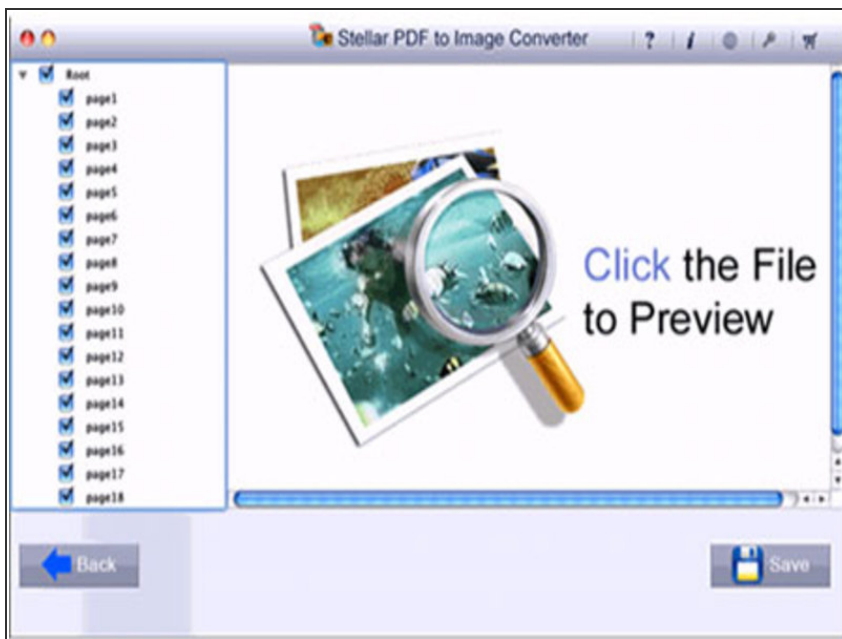 Stellar PDF to Image Converter
? i
Root
page1
page2
page3
page4
page5
page6
page7
page8
page9
page10
page11
page12
page13
page14
page15
page16
page17
page18
Click the File
to Preview
Back
Save